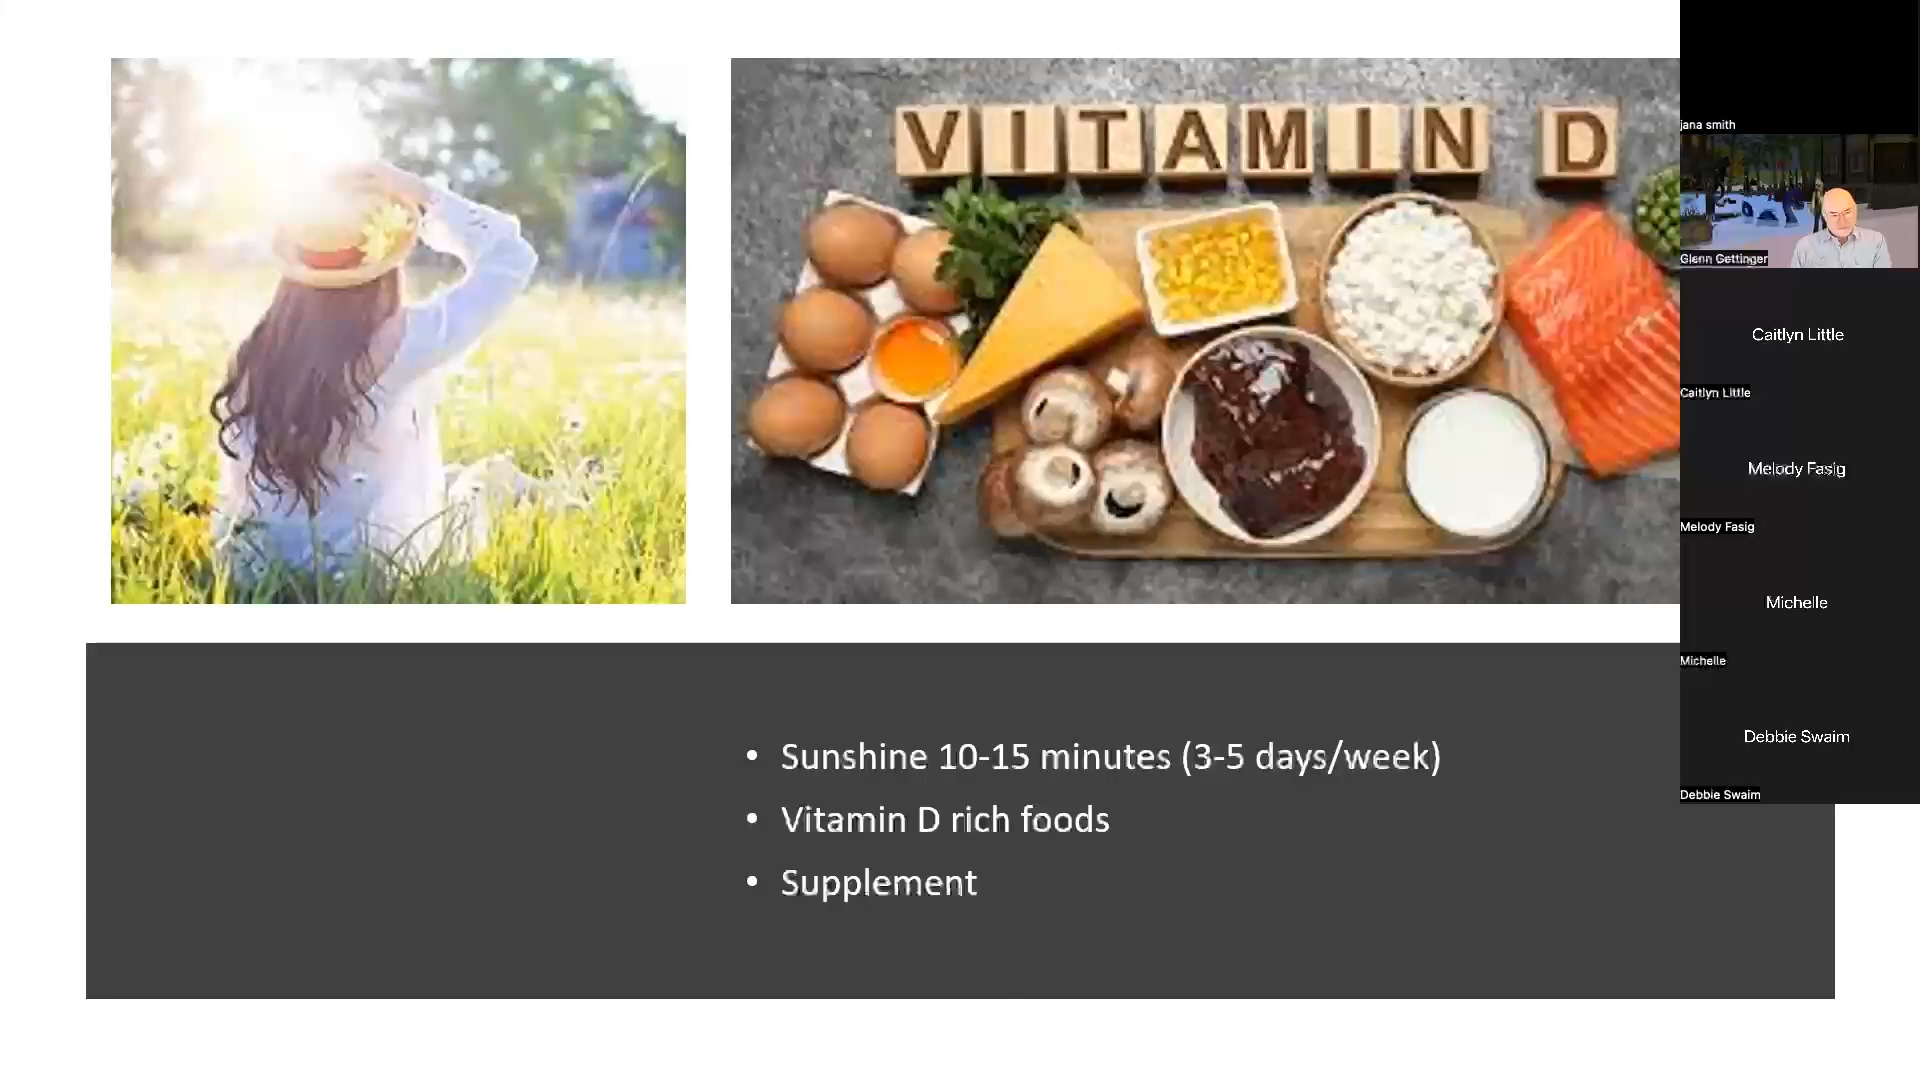 VITAMIN D
• Sunshine 10-15 minutes (3-5 days/week)
• Vitamin D rich foods
• Supplement
jana smith
Glenn Gettinger
Caitlyn Little
Caitlyn Little
Melody Fasig
Melody Fasig
Michelle
Michelle
Debbie Swaim
Debbie Swaim